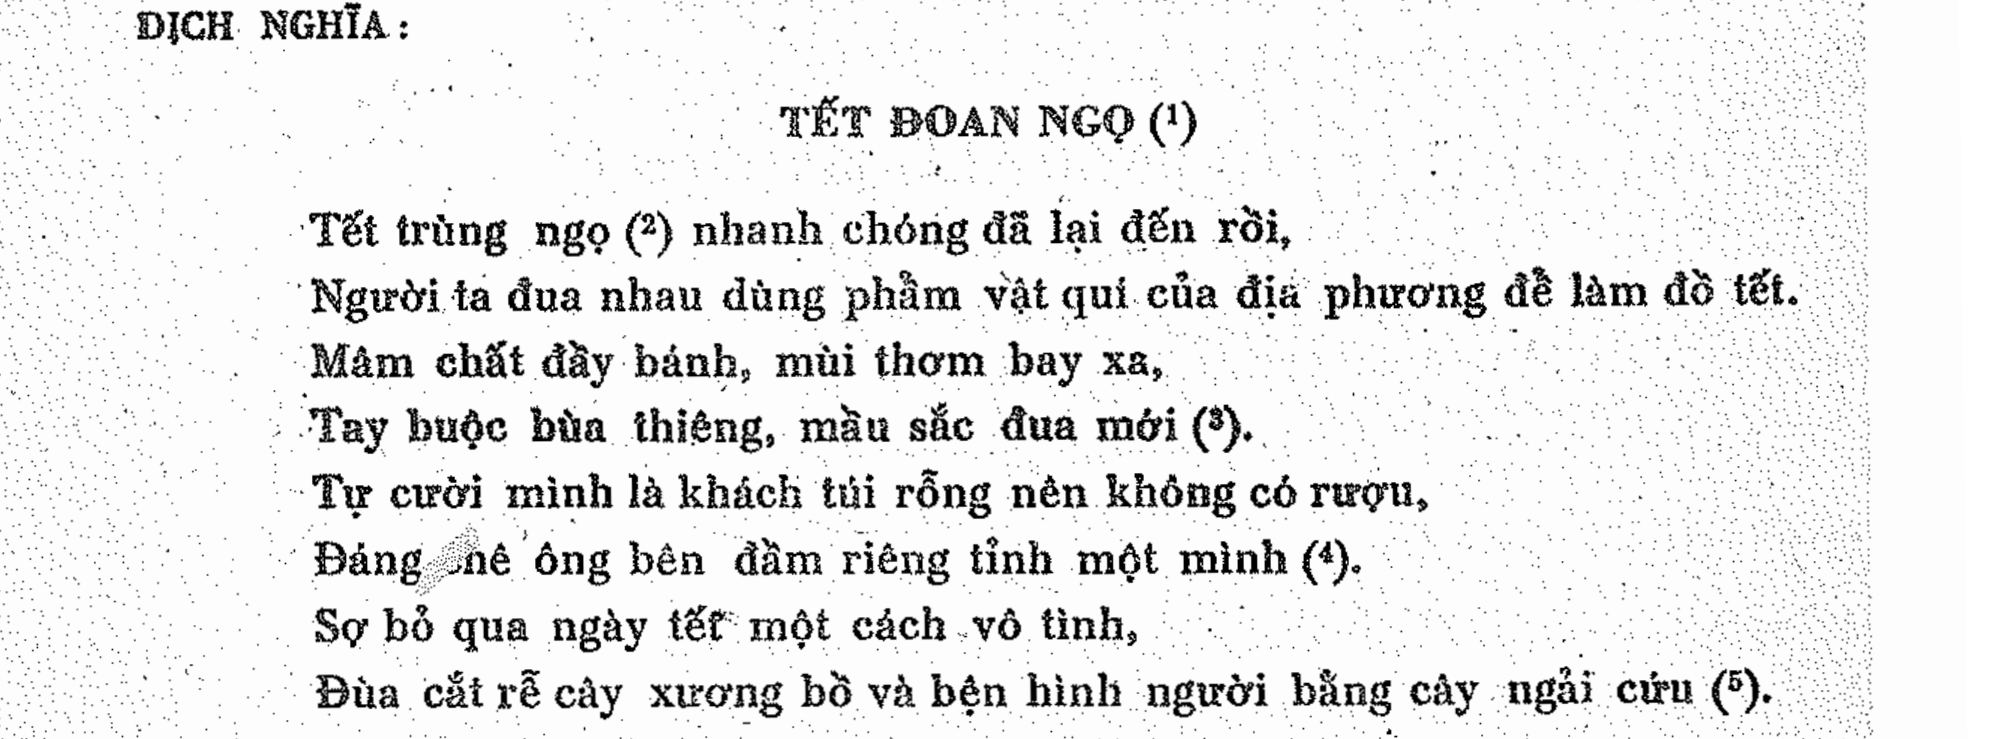 DỊCH NGHĨA:
TẾT ĐOAN NGỌ (¹)
Tết trùng ngọ (²) nhanh chóng đã lại đến rồi,
Người ta đua nhau dùng phẩm vật quí của địa phương để làm đồ tết.
Mâm chất đầy bánh, mùi thơm bay xa,
Tay buộc bùa thiêng, mầu sắc đua mới (³).
Tự cười mình là khách túi rỗng nên không có rượu,
Đáng ông bên đầm riêng tỉnh một mình (⁴).
Sợ bỏ qua ngày tết một cách vô tình,
Đùa cắt rễ cây xương bồ và bện hình người bằng cây ngải cứu (⁵).